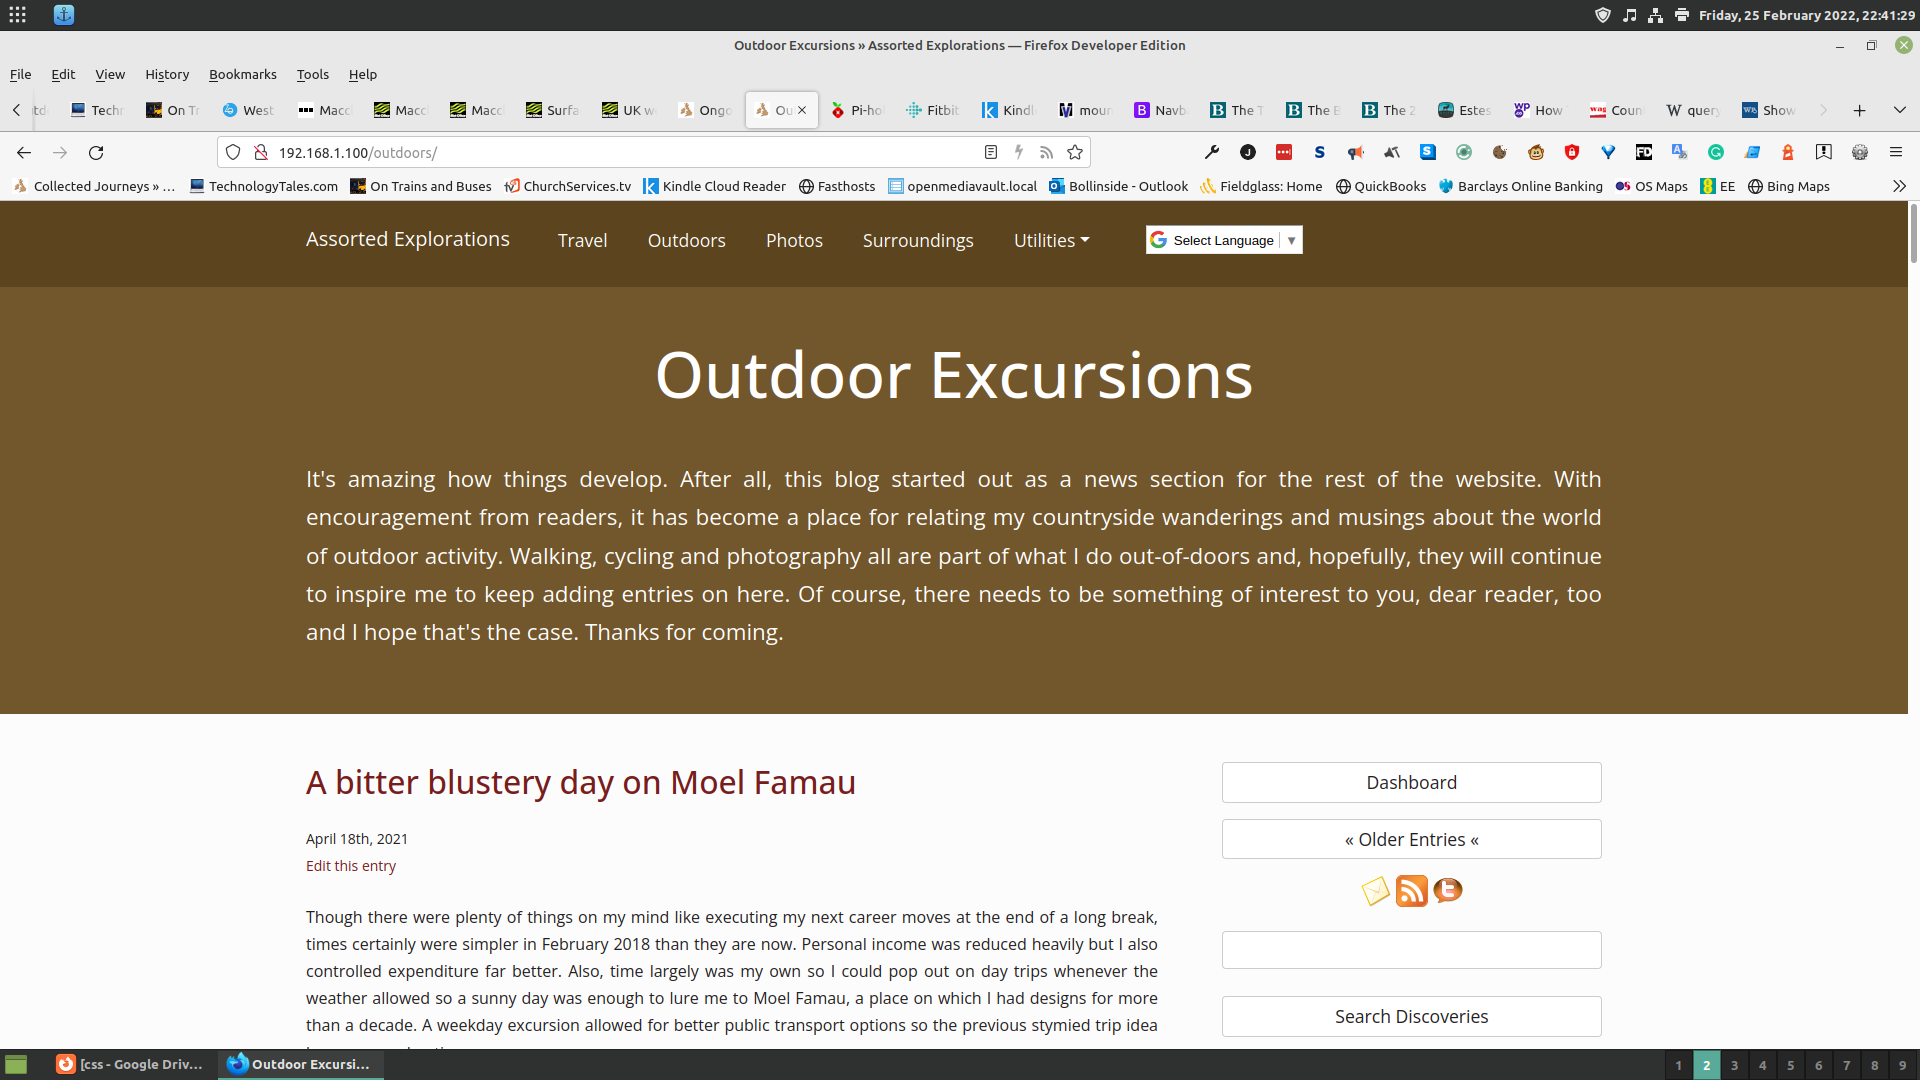 Friday, 25 February 2022, 22:41:29
Outdoor Excursions » Assorted Explorations — Firefox Developer Edition
File Edit View History Bookmarks Tools Help
Techn On Tr West Maccl Maccl Maccl Surfa UK w Ongo Ou Pi-ho Fitbit Kindl moun Navb The T The B The 2 Estes How Coun query Show
192.168.1.100/outdoors/
Collected Journeys » … TechnologyTales.com On Trains and Buses ChurchServices.tv Kindle Cloud Reader Fasthosts openmediavault.local Bollinside - Outlook Fieldglass: Home QuickBooks Barclays Online Banking OS Maps EE Bing Maps
Assorted Explorations Travel Outdoors Photos Surroundings Utilities Select Language ▼
Outdoor Excursions
It's amazing how things develop. After all, this blog started out as a news section for the rest of the website. With
encouragement from readers, it has become a place for relating my countryside wanderings and musings about the world
of outdoor activity. Walking, cycling and photography all are part of what I do out-of-doors and, hopefully, they will continue
to inspire me to keep adding entries on here. Of course, there needs to be something of interest to you, dear reader, too
and I hope that's the case. Thanks for coming.
A bitter blustery day on Moel Famau
April 18th, 2021
Edit this entry
Though there were plenty of things on my mind like executing my next career moves at the end of a long break,
times certainly were simpler in February 2018 than they are now. Personal income was reduced heavily but I also
controlled expenditure far better. Also, time largely was my own so I could pop out on day trips whenever the
weather allowed so a sunny day was enough to lure me to Moel Famau, a place on which I had designs for more
than a decade. A weekday excursion allowed for better public transport options so the previous stymied trip idea
Dashboard
« Older Entries «
Search Discoveries
[css - Google Driv… Outdoor Excursi… 1 2 3 4 5 6 7 8 9